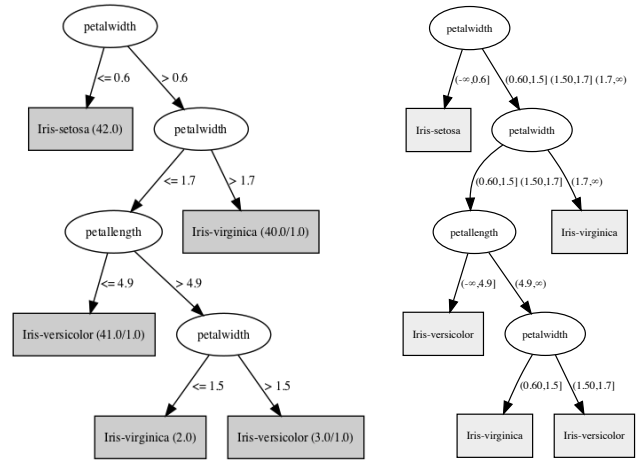 petalwidth
<= 0.6
> 0.6
Iris-setosa (42.0)
petalwidth
<= 1.7
> 1.7
petallength
Iris-virginica (40.0/1.0)
<= 4.9
> 4.9
Iris-versicolor (41.0/1.0)
petalwidth
<= 1.5
> 1.5
Iris-virginica (2.0)
Iris-versicolor (3.0/1.0)
petalwidth
(-∞,0.6]
(0.60,1.5] (1.50,1.7] (1.7,∞)
Iris-setosa
petalwidth
(0.60,1.5] (1.50,1.7]
(1.7,∞)
petallength
Iris-virginica
(-∞,4.9]
(4.9,∞)
Iris-versicolor
petalwidth
(0.60,1.5]
(1.50,1.7]
Iris-virginica
Iris-versicolor